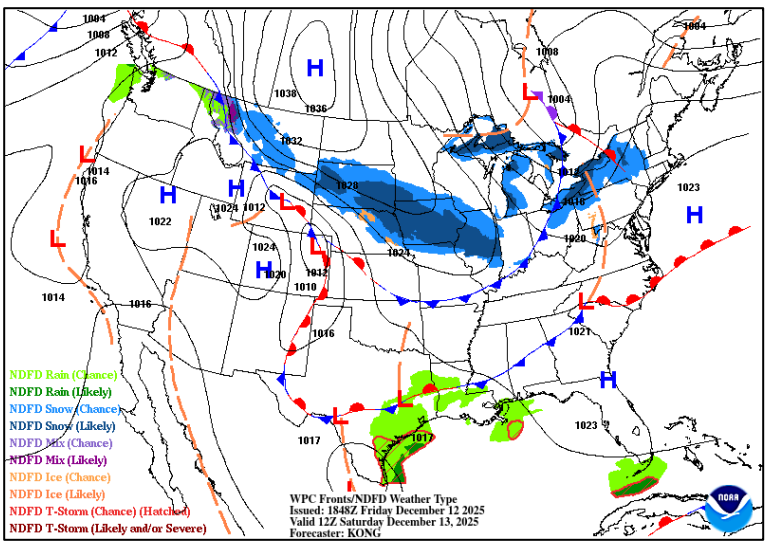 1004
1008
1012
1008
1004
H
1038
1036
L
1004
1032
L
1014
1016
H
1022
H
1024
1012
L
1028
1012
1016
1023
H
L
1014
1024
H
1020
L
1012
1010
1021
1020
1016
1016
L
1021
H
1023
L
L
1017
1017
L
NDFD Rain (Chance)
NDFD Rain (Likely)
NDFD Snow (Chance)
NDFD Snow (Likely)
NDFD Mix (Chance)
NDFD Mix (Likely)
NDFD Ice (Chance)
NDFD Ice (Likely)
NDFD T-Storm (Chance) (Hatched)
NDFD T-Storm (Likely and/or Severe)
WPC Fronts/NDFD Weather Type
Issued: 1848Z Friday December 12 2025
Valid 12Z Saturday December 13, 2025
Forecaster: KONG
NOAA